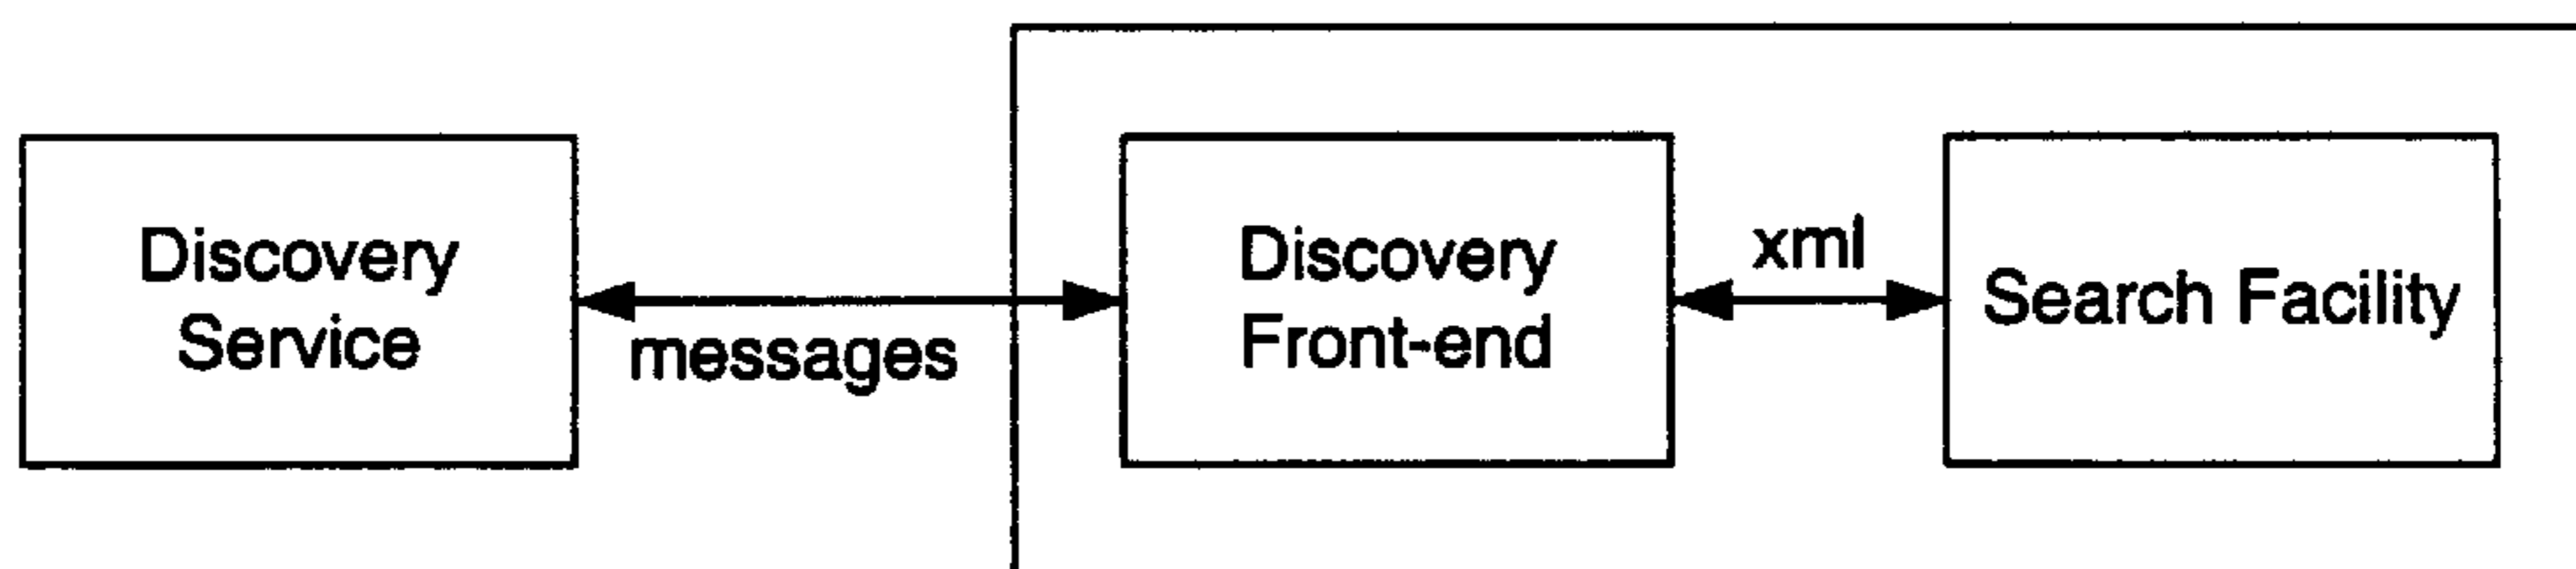 Discovery
Service
messages
Discovery
Front-end
xml
Search Facility